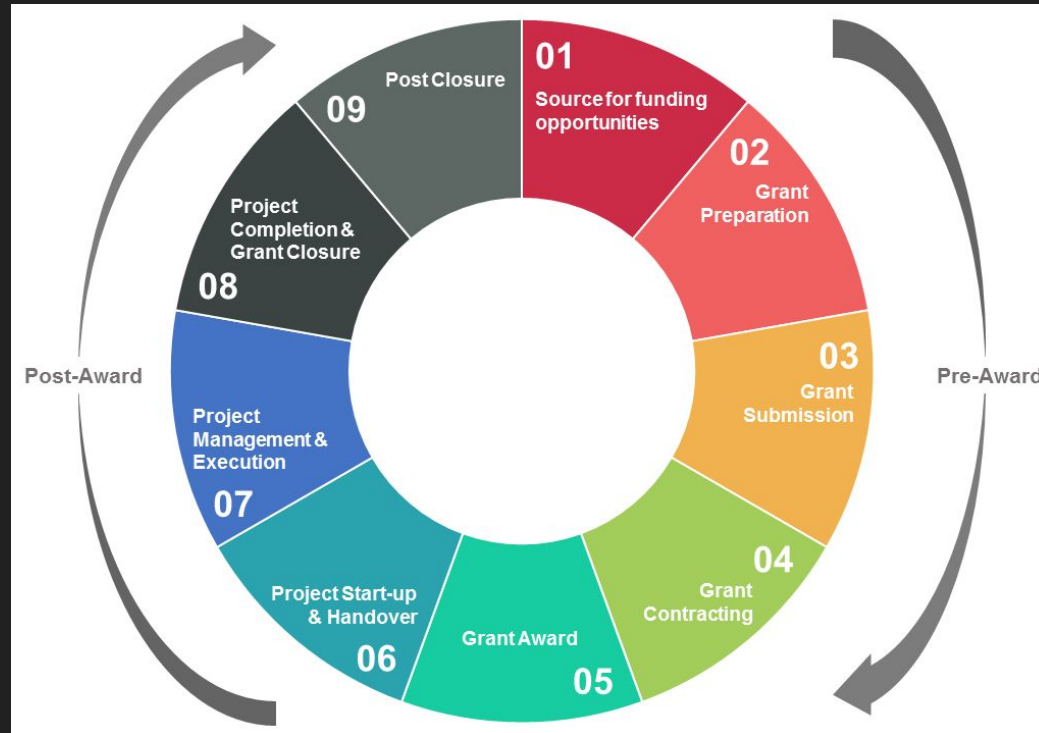 01
Source for funding
opportunities
02
Grant
Preparation
03
Grant
Submission
04
Grant
Contracting
Grant Award
05
Project Start-up
& Handover
06
Project
Management &
Execution
07
Project
Completion &
Grant Closure
08
Post Closure
09
Post-Award
Pre-Award